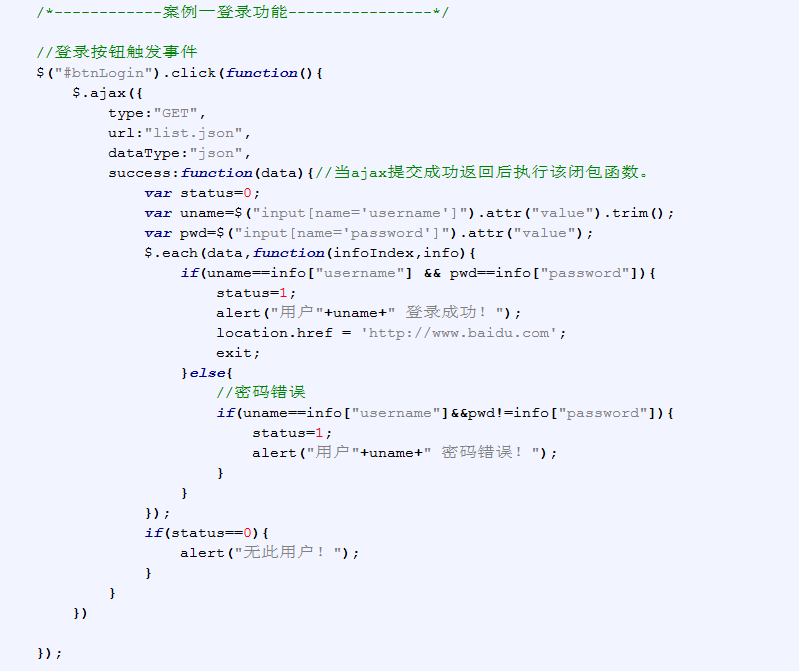 /*------------案例一登录功能----------------*/
//登录按钮触发事件
$("#btnLogin").click(function(){
$.ajax({
type:"GET",
url:"list.json",
dataType:"json",
success:function(data){//当ajax提交成功返回后执行该闭包函数。
var status=0;
var uname=$("input[name='username']").attr("value").trim();
var pwd=$("input[name='password']").attr("value");
$.each(data,function(infoIndex,info){
if(uname==info["username"] && pwd==info["password"]){
status=1;
alert("用户"+uname+" 登录成功！");
location.href = 'http://www.baidu.com';
exit;
}else{
//密码错误
if(uname==info["username"]&&pwd!=info["password"]){
status=1;
alert("用户"+uname+" 密码错误！");
}
}
});
if(status==0){
alert("无此用户！");
}
}
})
});